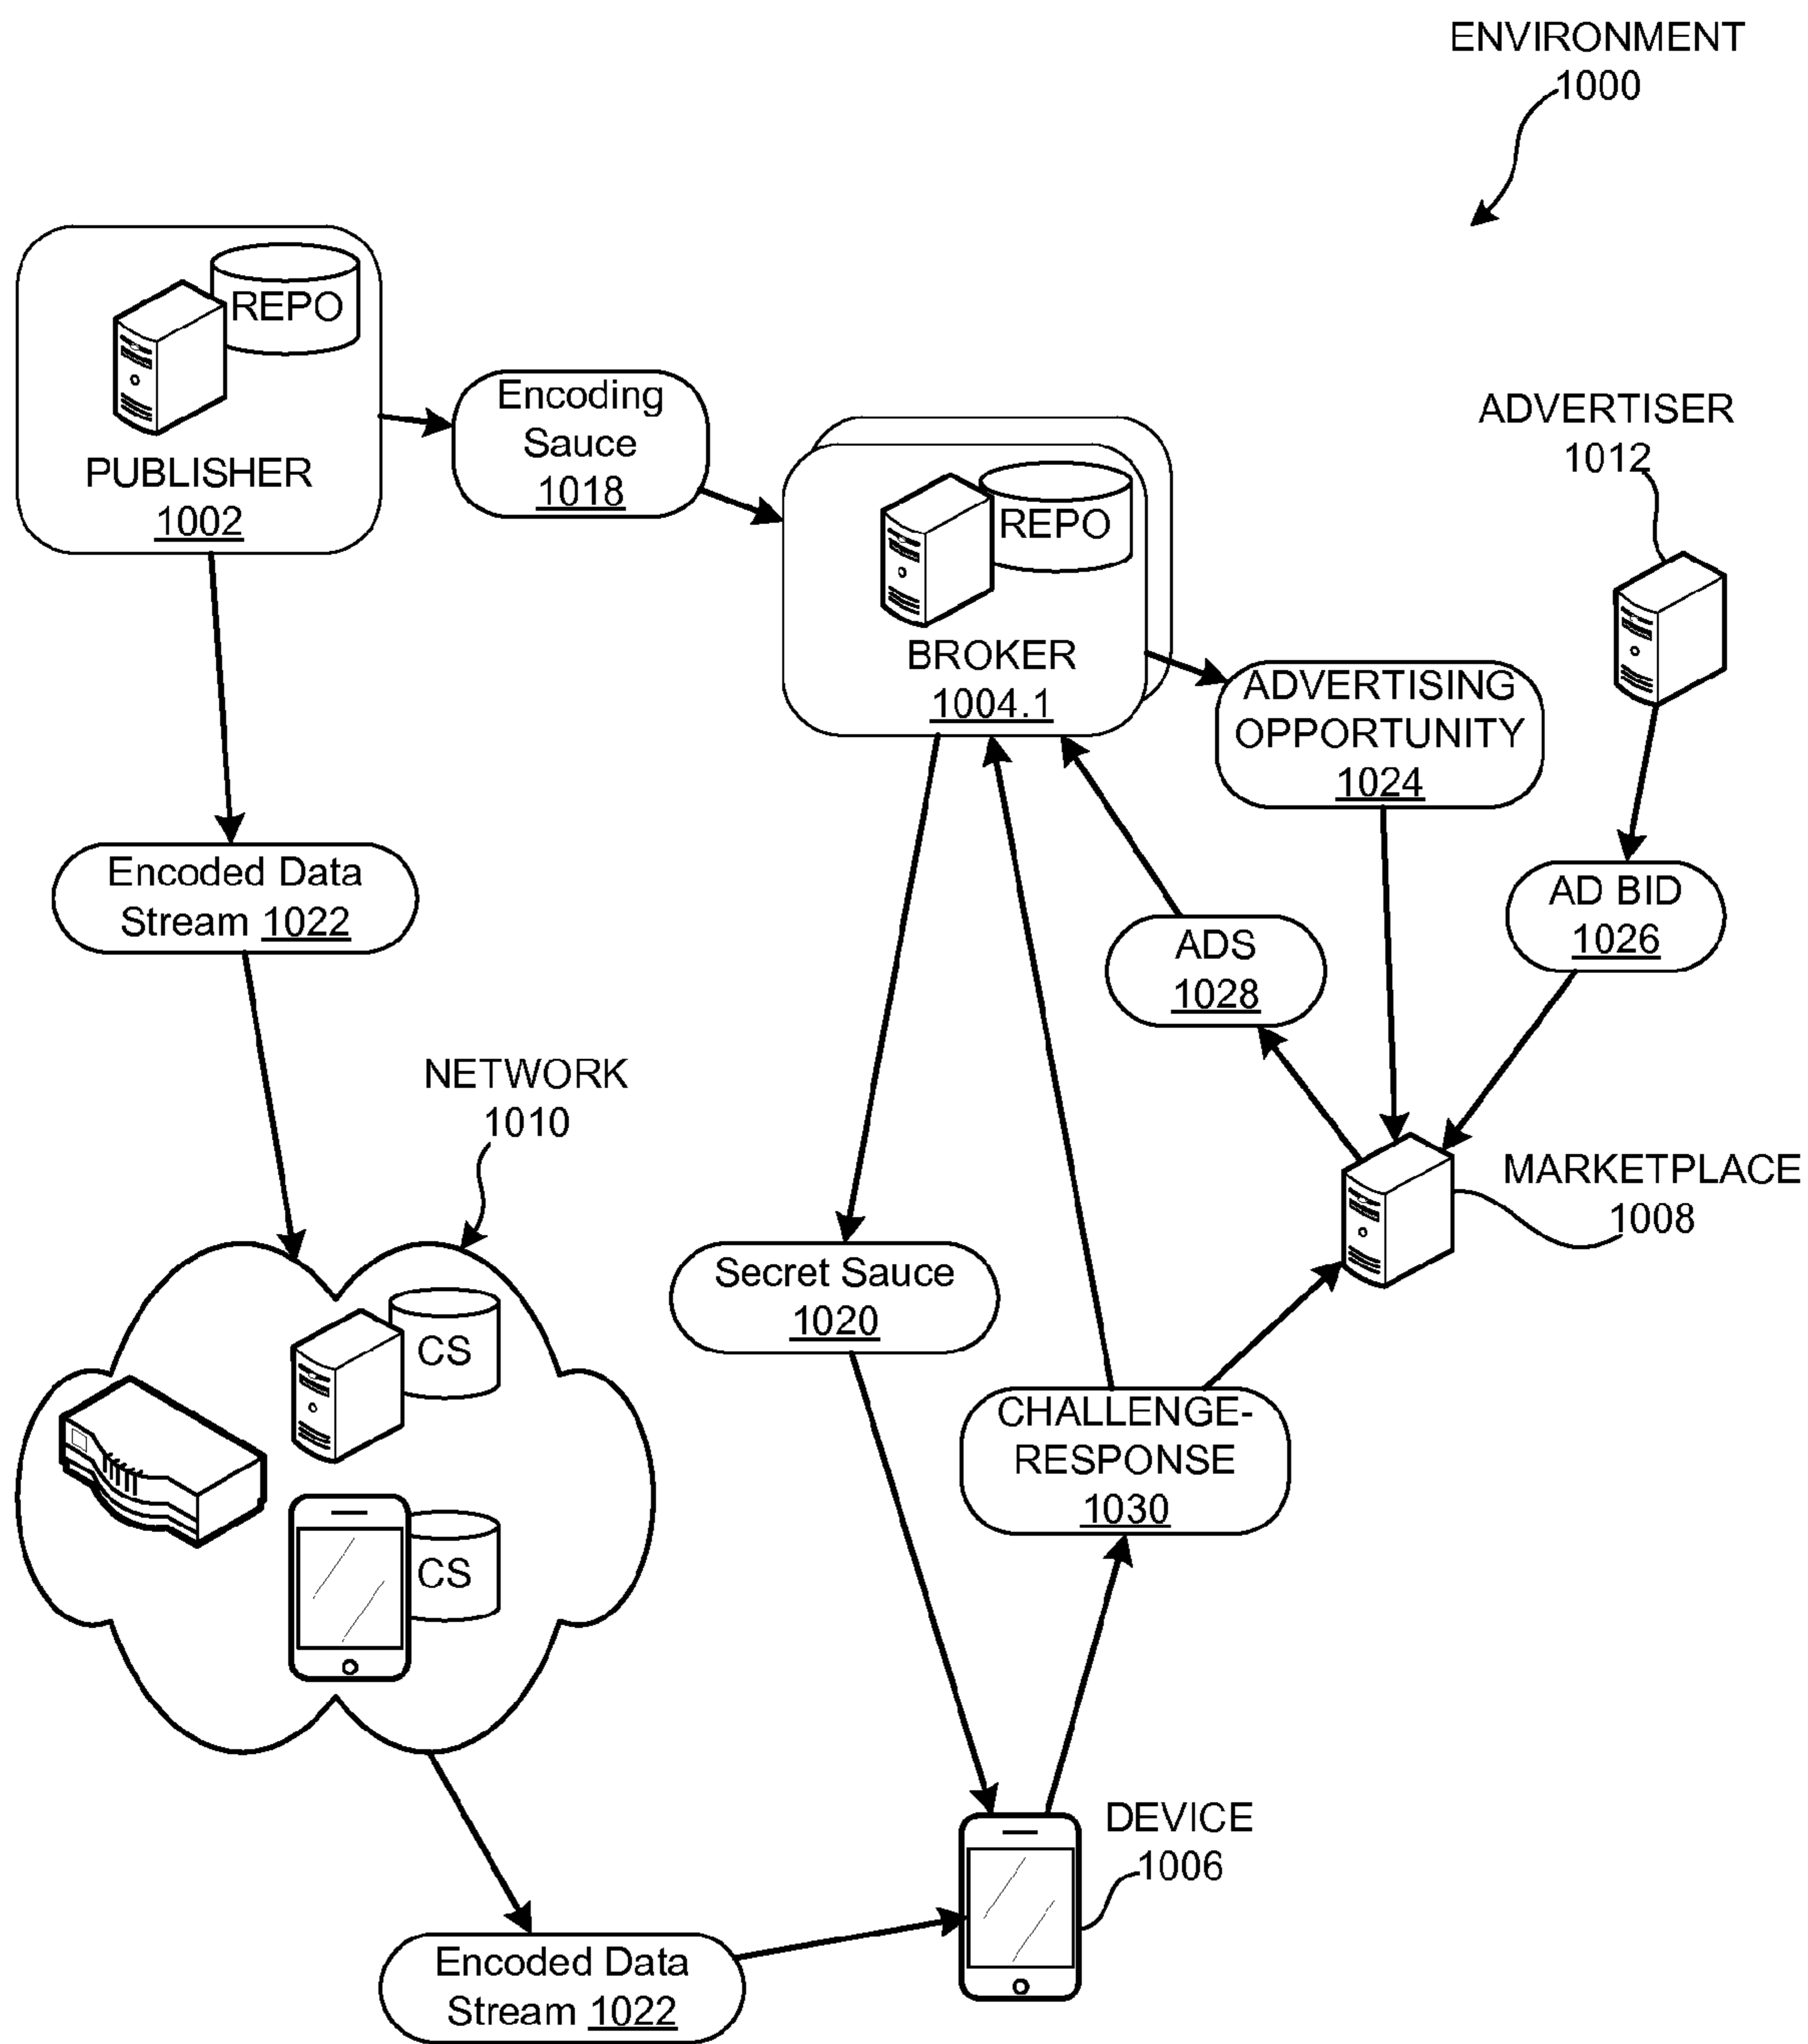 ENVIRONMENT
1000
REPO
PUBLISHER
1002
Encoding
Sauce
1018
REPO
BROKER
1004.1
ADVERTISER
1012
ADVERTISING
OPPORTUNITY
1024
Encoded Data
Stream 1022
AD BID
1026
ADS
1028
NETWORK
1010
MARKETPLACE
1008
Secret Sauce
1020
CS
CS
CHALLENGE-
RESPONSE
1030
DEVICE
1006
Encoded Data
Stream 1022